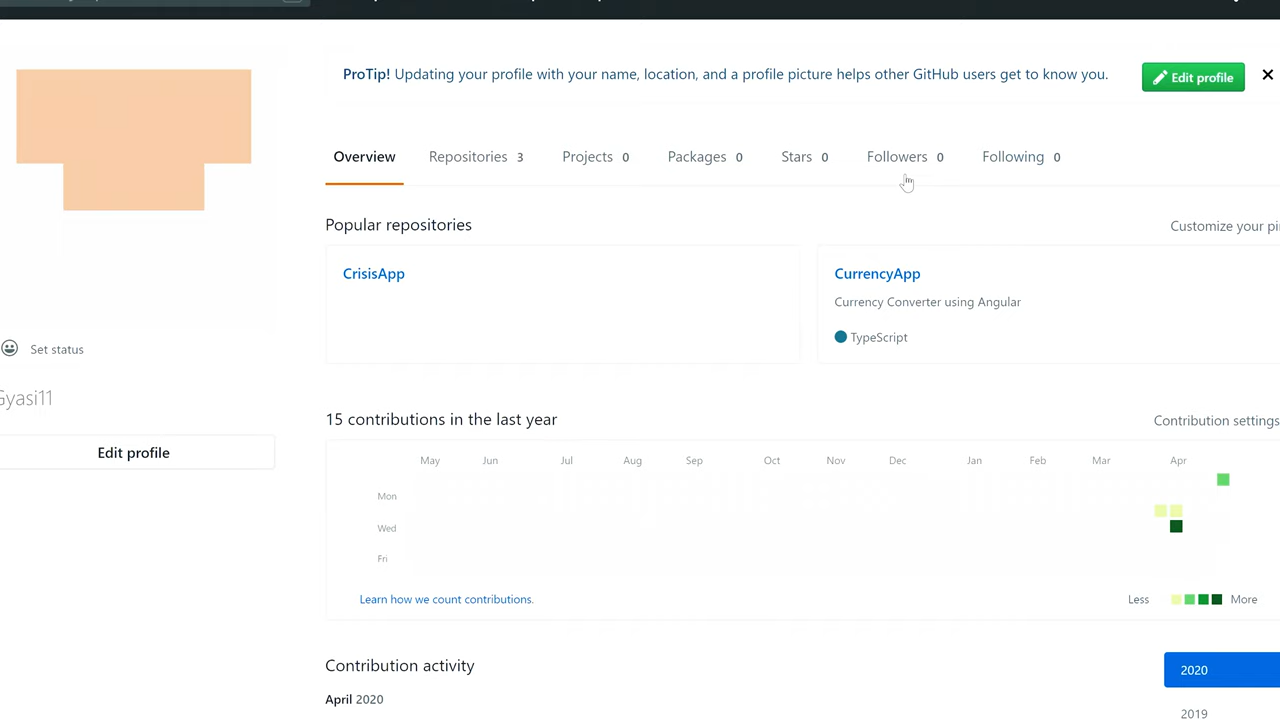 ProTip! Updating your profile with your name, location, and a profile picture helps other GitHub users get to know you.
Edit profile
Overview
Repositories 3
Projects 0
Packages 0
Stars 0
Followers 0
Following 0
Popular repositories
Customize your
CrisisApp
CurrencyApp
Currency Converter using Angular
TypeScript
Set status
Gyasi11
Edit profile
15 contributions in the last year
Contribution settings
May Jun Jul Aug Sep Oct Nov Dec Jan Feb Mar Apr
Mon
Wed
Fri
Learn how we count contributions.
Less
More
Contribution activity
2020
April 2020
2019